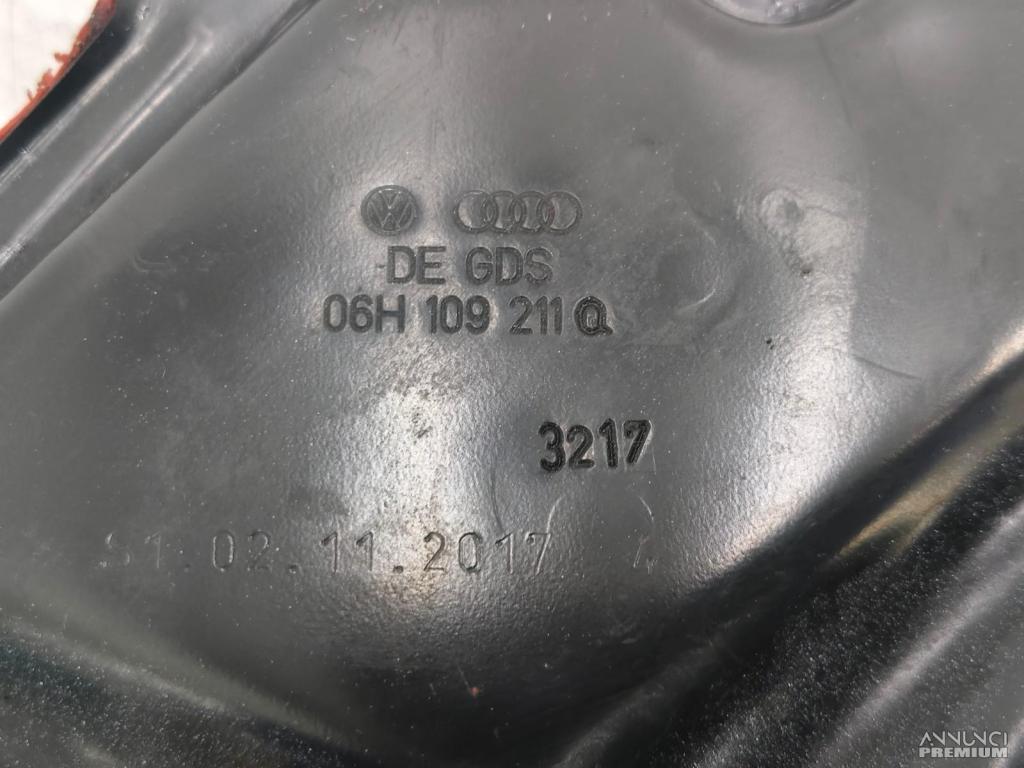 DE GDS
06H 109 211 Q
3217
S1.02.11.2017
ANNUNCI
PREMIUM